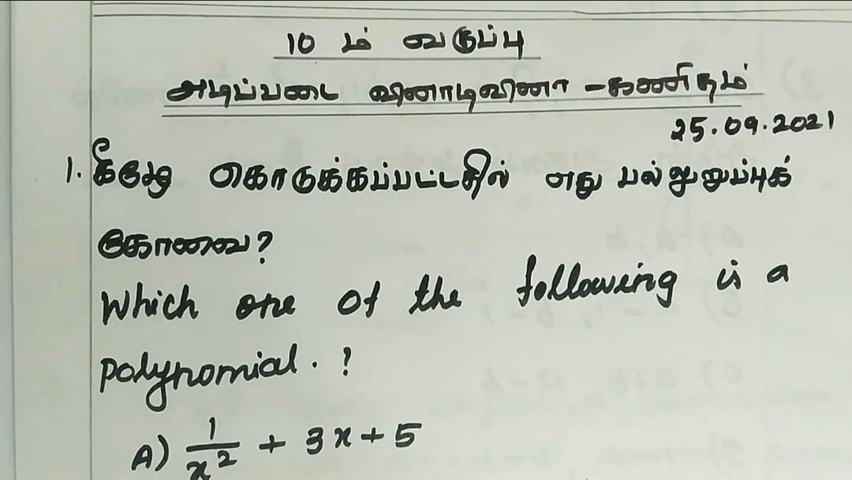 10 ம் வகுப்பு
அடிப்படை வினாடிவினா - கணிதம்
25.09.2021
1. கீழே கொடுக்கப்பட்டதில் எது பல்லுறுப்புக்
கோவை?
Which one of the following is a
polynomial. ?
A) 1/x² + 3x + 5